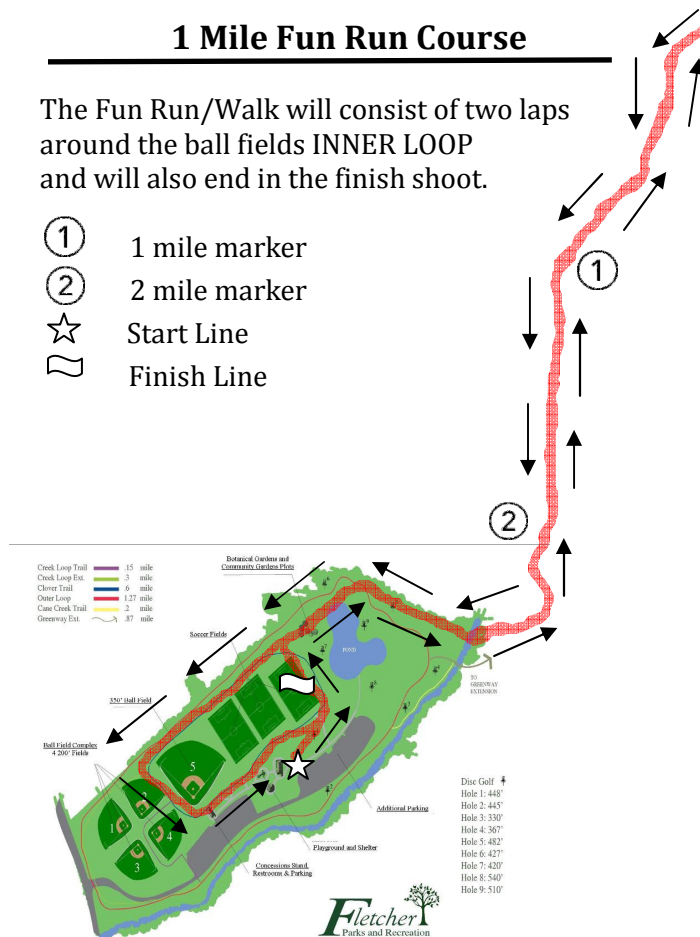 1 Mile Fun Run Course
The Fun Run/Walk will consist of two laps
around the ball fields INNER LOOP
and will also end in the finish shoot.
1 1 mile marker
2 2 mile marker
Start Line
Finish Line
1
2
Creek Loop Trail .15 mile
Creek Loop Ext. .3 mile
Clover Trail .6 mile
Outer Loop 1.27 miles
Cane Creek Trail .2 mile
Greenway Ext. .87 miles
Botanical Gardens and
Community Gardens Plots
Soccer Fields
POND
TO
GREENWAY
EXTENSION
350' Ball Field
Ball Field Complex
4 200' Fields
5
2
1
4
3
Additional Parking
Playground and Shelter
Concessions Stand,
Restrooms & Parking
Disc Golf
Hole 1: 448'
Hole 2: 445'
Hole 3: 330'
Hole 4: 367'
Hole 5: 482'
Hole 6: 427'
Hole 7: 420'
Hole 8: 540'
Hole 9: 510'
Fletcher
Parks and Recreation